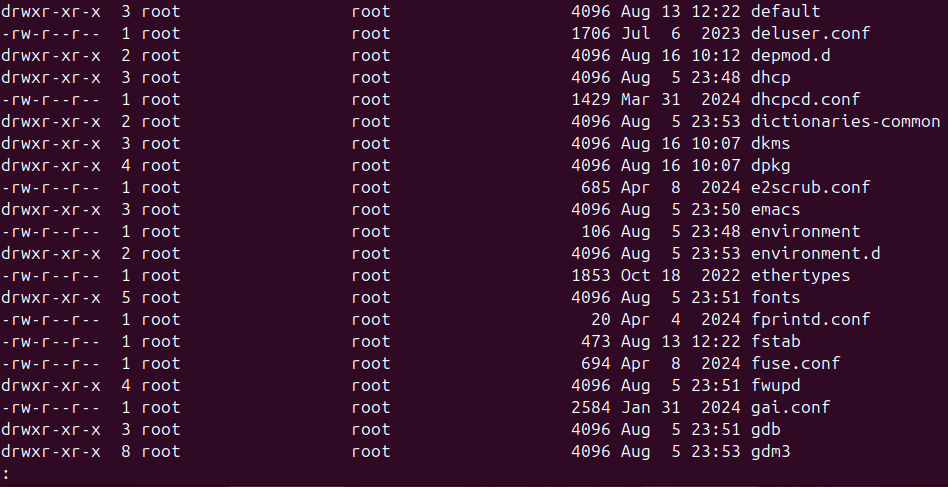 drwxr-xr-x  3 root                 root                  4096 Aug 13 12:22 default
-rw-r--r--  1 root                 root                  1706 Jul  6  2023 deluser.conf
drwxr-xr-x  2 root                 root                  4096 Aug 16 10:12 depmod.d
drwxr-xr-x  3 root                 root                  4096 Aug  5 23:48 dhcp
-rw-r--r--  1 root                 root                  1429 Mar 31  2024 dhcpcd.conf
drwxr-xr-x  2 root                 root                  4096 Aug  5 23:53 dictionaries-common
drwxr-xr-x  3 root                 root                  4096 Aug 16 10:07 dkms
drwxr-xr-x  4 root                 root                  4096 Aug 16 10:07 dpkg
-rw-r--r--  1 root                 root                   685 Apr  8  2024 e2scrub.conf
drwxr-xr-x  3 root                 root                  4096 Aug  5 23:50 emacs
-rw-r--r--  1 root                 root                   106 Aug  5 23:48 environment
drwxr-xr-x  2 root                 root                  4096 Aug  5 23:53 environment.d
-rw-r--r--  1 root                 root                  1853 Oct 18  2022 ethertypes
drwxr-xr-x  5 root                 root                  4096 Aug  5 23:51 fonts
-rw-r--r--  1 root                 root                    20 Apr  4  2024 fprintd.conf
-rw-r--r--  1 root                 root                   473 Aug 13 12:22 fstab
-rw-r--r--  1 root                 root                   694 Apr  8  2024 fuse.conf
drwxr-xr-x  4 root                 root                  4096 Aug  5 23:51 fwupd
-rw-r--r--  1 root                 root                  2584 Jan 31  2024 gai.conf
drwxr-xr-x  3 root                 root                  4096 Aug  5 23:51 gdb
drwxr-xr-x  8 root                 root                  4096 Aug  5 23:53 gdm3
: